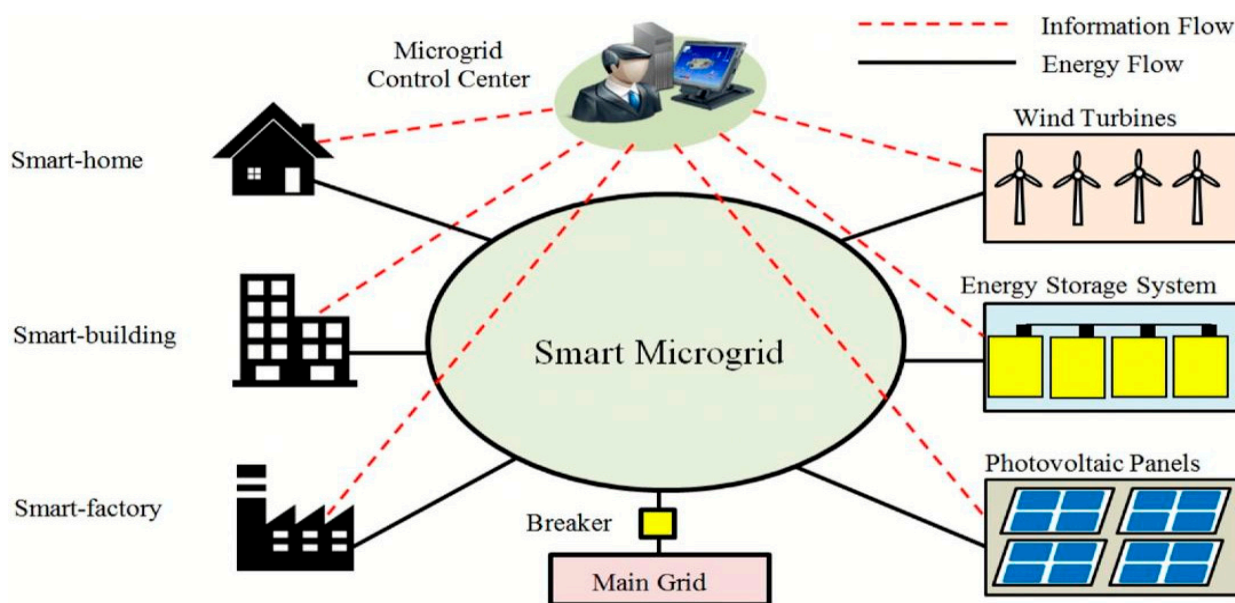 Information Flow
Microgrid
Control Center
Energy Flow
Wind Turbines
Smart-home
Energy Storage System
Smart-building
Smart Microgrid
Photovoltaic Panels
Smart-factory
Breaker
Main Grid